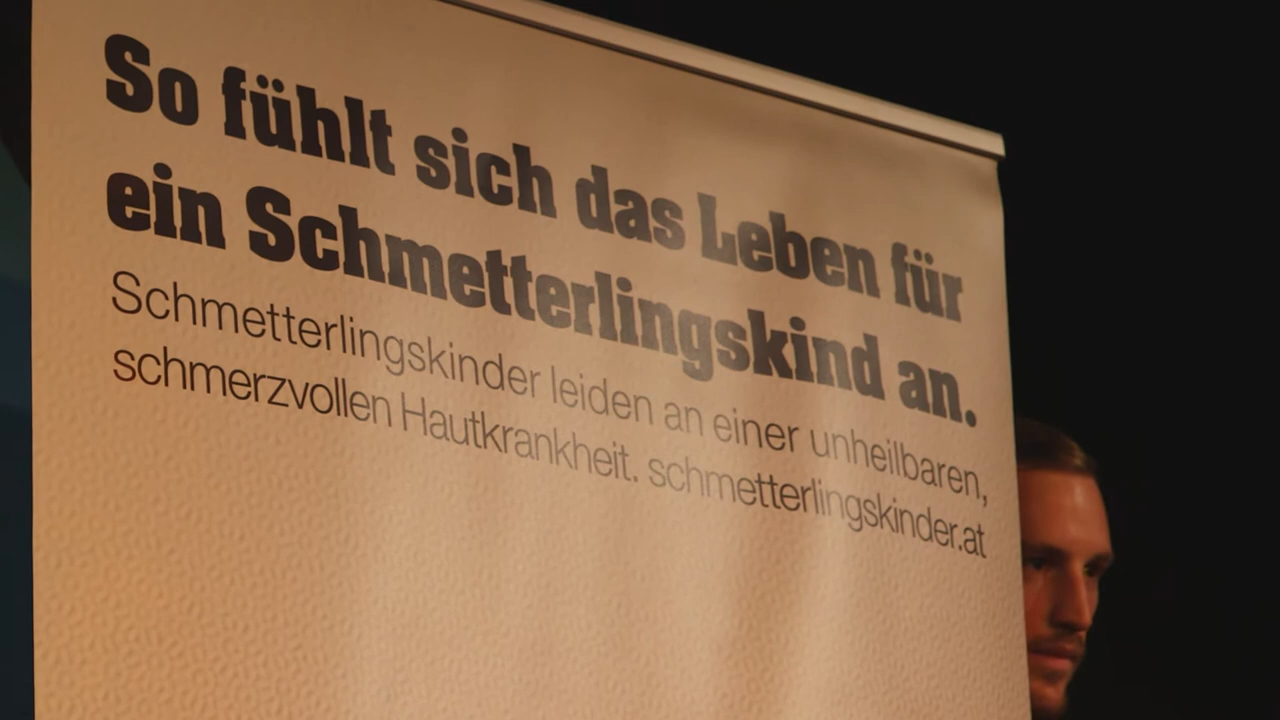 So fühlt sich das Leben für
ein Schmetterlingskind an.
Schmetterlingskinder leiden an einer unheilbaren,
schmerzvollen Hautkrankheit. schmetterlingskinder.at